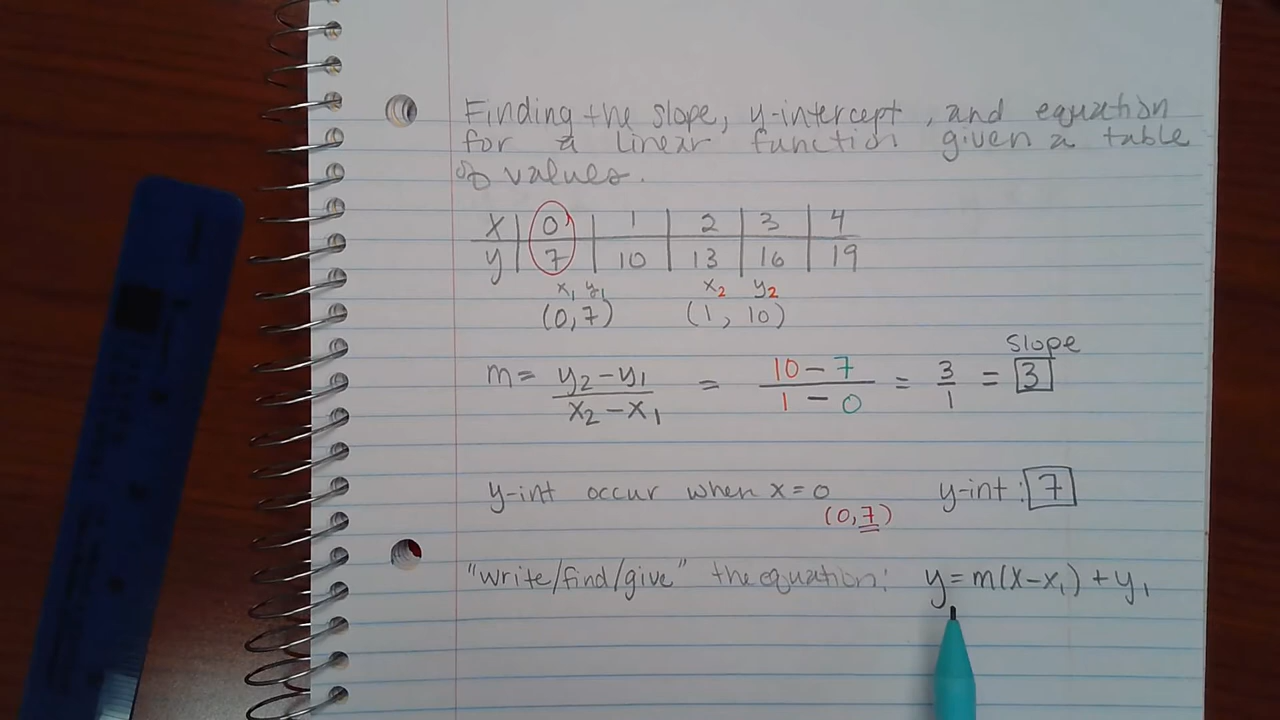 Finding the slope, y-intercept, and equation
for a linear function given a table
of values.
x | 0 | 1 | 2 | 3 | 4
y | 7 | 10 | 13 | 16 | 19
x₁ y₁ x₂ y₂
(0,7) (1, 10)
slope
m = (y₂-y₁)/(x₂-x₁) = (10-7)/(1-0) = 3/1 = 3
y-int occur when x=0 y-int: 7
(0,7)
"write/find/give" the equation: y=m(x-x₁)+y₁